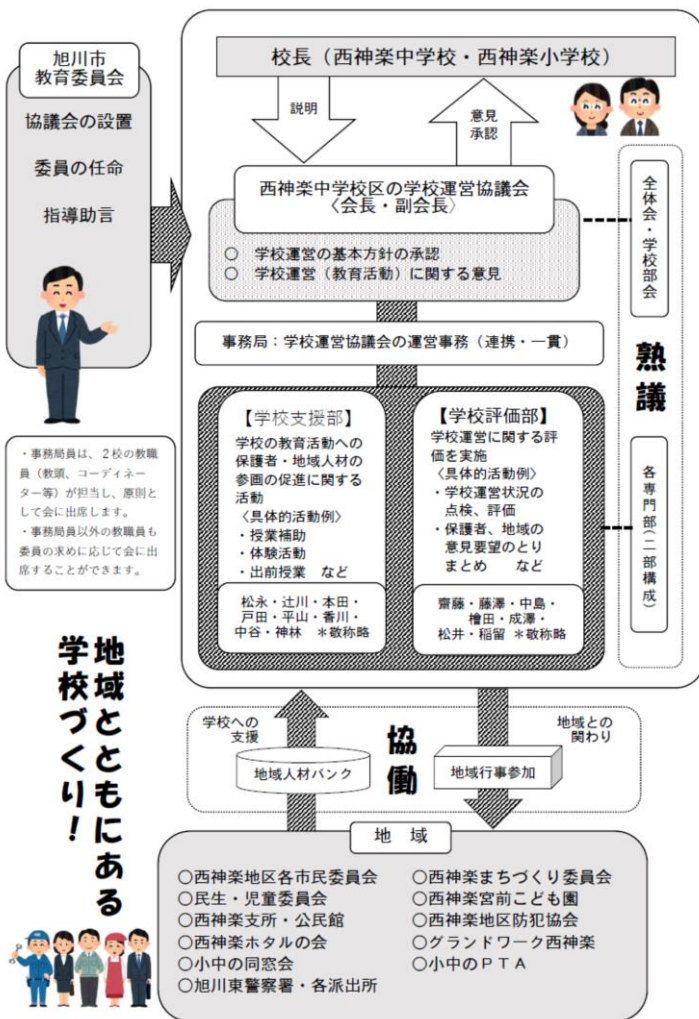 旭川市
教育委員会
協議会の設置
委員の任命
指導助言
校長（西神楽中学校・西神楽小学校）
説明
意見
承認
西神楽中学校区の学校運営協議会
〈会長・副会長〉
○　学校運営の基本方針の承認
○　学校運営（教育活動）に関する意見
全体会・学校部会
熟議
各専門部（二部構成）
事務局：学校運営協議会の運営事務（連携・一貫）
・事務局員は、２校の教職
員（教頭、コーディネー
ター等）が担当し、原則と
して会に出席します。
・事務局員以外の教職員も
委員の求めに応じて会に出
席することができます。
【学校支援部】
学校の教育活動への
保護者・地域人材の
参画の促進に関する
活動
〈具体的活動例〉
・授業補助
・体験活動
・出前授業　など
松永・辻川・本田・
戸田・平山・香川・
中谷・神林　＊敬称略
【学校評価部】
学校運営に関する評
価を実施
〈具体的活動例〉
・学校運営状況の
点検、評価
・保護者、地域の
意見要望のとり
まとめ　　など
齋藤・藤澤・中島・
檜田・成澤・
松井・稲留　＊敬称略
地域とともにある
学校づくり！
学校への
支援
協働
地域との
関わり
地域人材バンク
地域行事参加
地　域
○西神楽地区各市民委員会
○民生・児童委員会
○西神楽支所・公民館
○西神楽ホタルの会
○小中の同窓会
○旭川東警察署・各派出所
○西神楽まちづくり委員会
○西神楽宮前こども園
○西神楽地区防犯協会
○グランドワーク西神楽
○小中のＰＴＡ